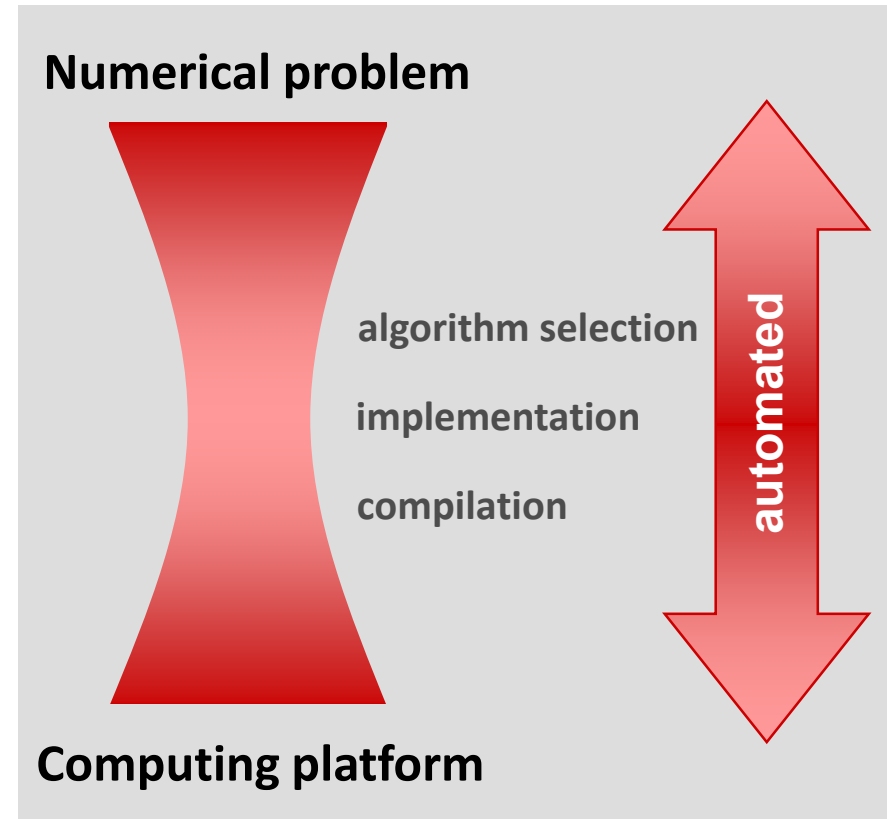 Numerical problem
algorithm selection
implementation
compilation
automated
Computing platform